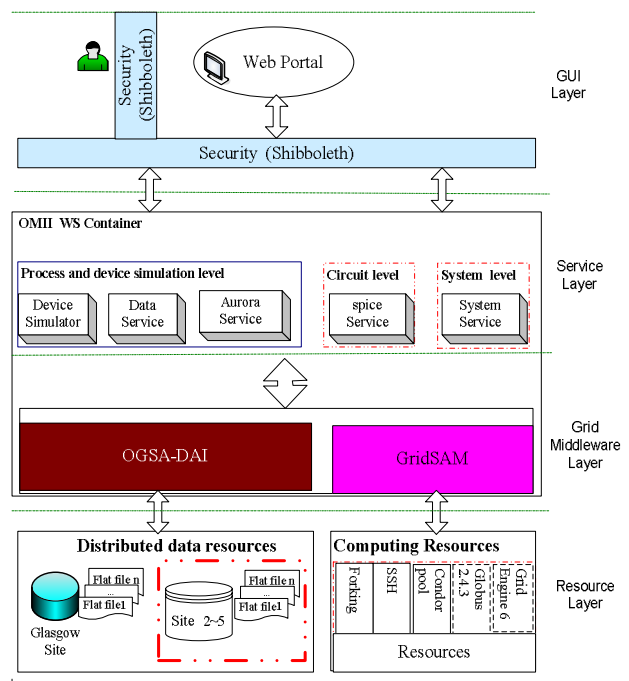 Security
(Shibboleth)
Web Portal
GUI
Layer
Security (Shibboleth)
OMII WS Container
Process and device simulation level
Device
Simulator
Data
Service
Aurora
Service
Circuit level
spice
Service
System level
System
Service
Service
Layer
OGSA-DAI
GridSAM
Grid
Middleware
Layer
Distributed data resources
Flat file n
...
Flat file1
Glasgow
Site
Site 2~5
Flat file n
...
Flat file1
Computing Resources
Forking
SSH
Condor
pool
Globus
2.4.3
Grid
Engine 6
Resources
Resource
Layer